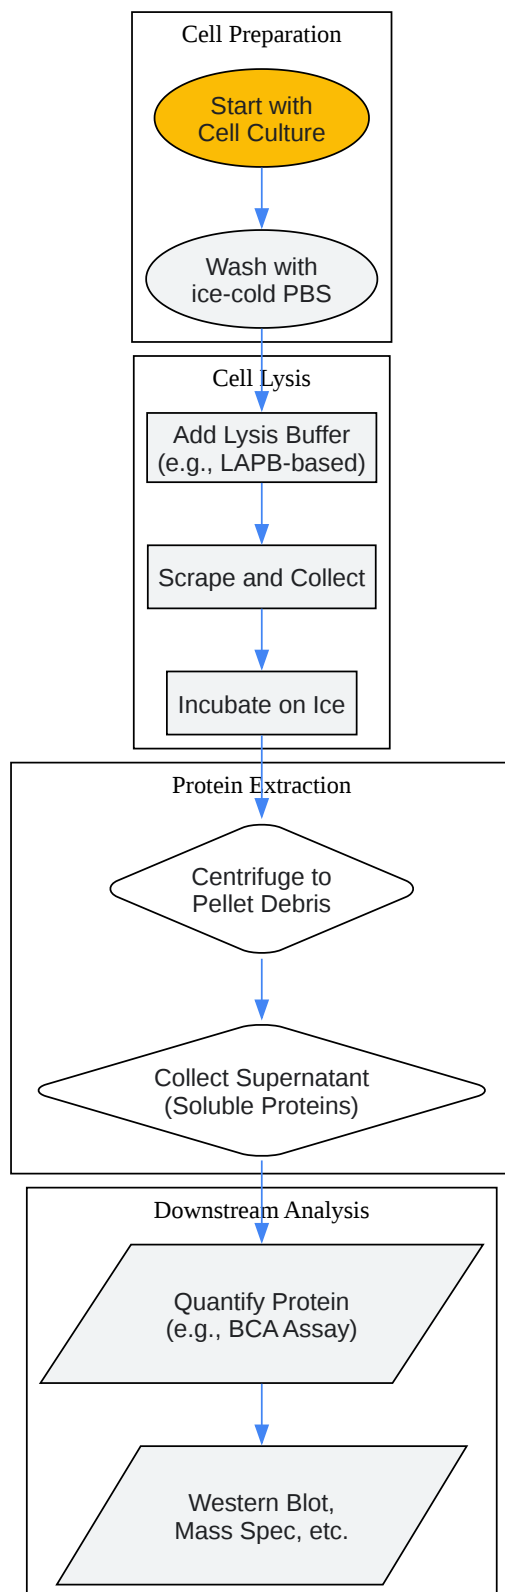 Cell Preparation
Start with
Cell Culture
Wash with
ice-cold PBS
Cell Lysis
Add Lysis Buffer
(e.g., LAPB-based)
Scrape and Collect
Incubate on Ice
Protein Extraction
Centrifuge to
Pellet Debris
Collect Supernatant
(Soluble Proteins)
Downstream Analysis
Quantify Protein
(e.g., BCA Assay)
Western Blot,
Mass Spec, etc.